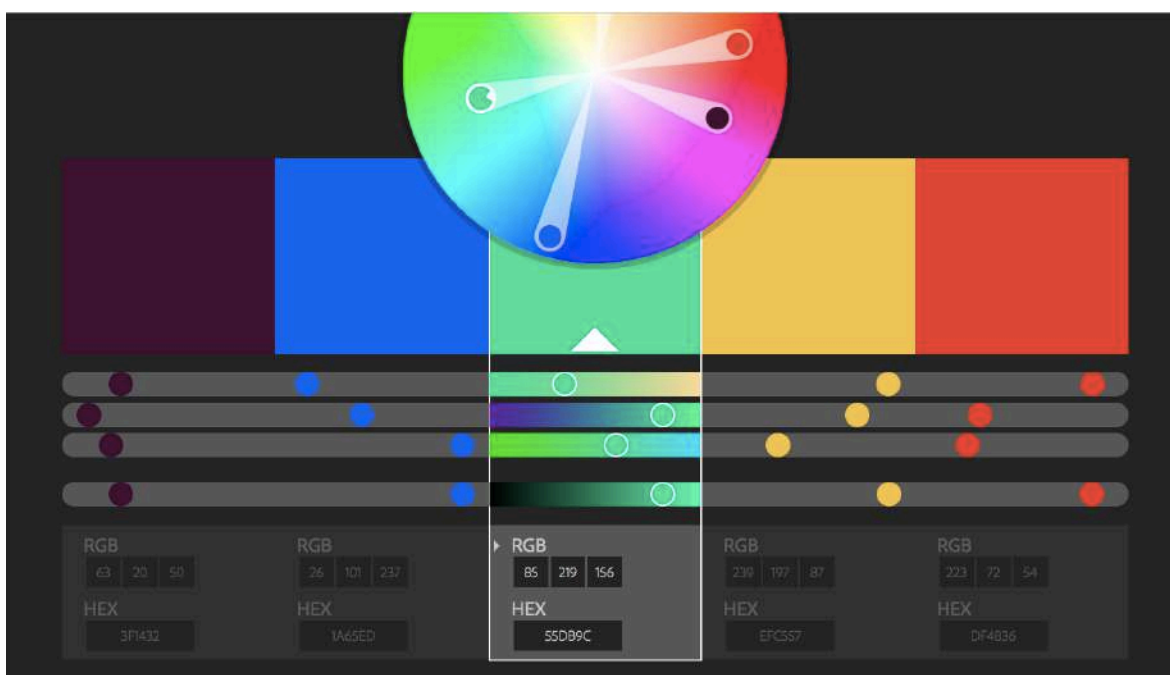 RGB
63 20 50
HEX
3F1432
RGB
26 101 237
HEX
1A65ED
RGB
85 219 156
HEX
55DB9C
RGB
239 197 87
HEX
EFC557
RGB
223 72 54
HEX
DF4836